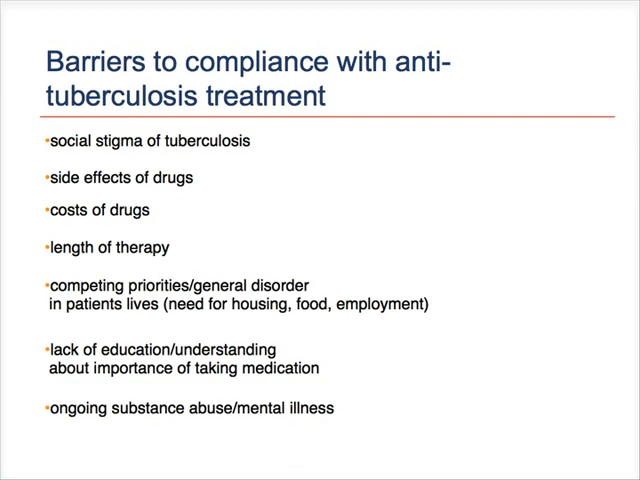 Barriers to compliance with anti-
tuberculosis treatment
•social stigma of tuberculosis
•side effects of drugs
•costs of drugs
•length of therapy
•competing priorities/general disorder
in patients lives (need for housing, food, employment)
•lack of education/understanding
about importance of taking medication
•ongoing substance abuse/mental illness